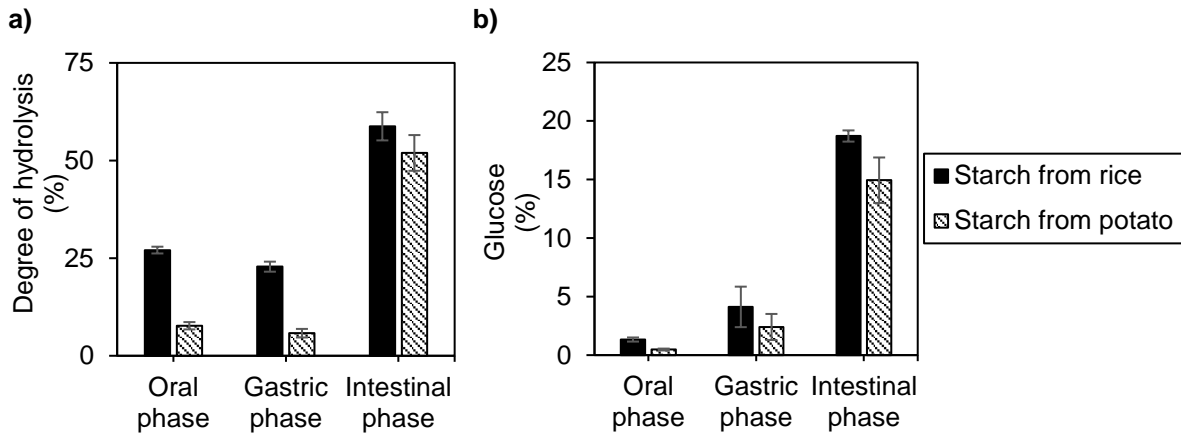 a)
Degree of hydrolysis
(%)
75
50
25
0
Oral
phase
Gastric
phase
Intestinal
phase
b)
Glucose
(%)
25
20
15
10
5
0
Oral
phase
Gastric
phase
Intestinal
phase
Starch from rice
Starch from potato